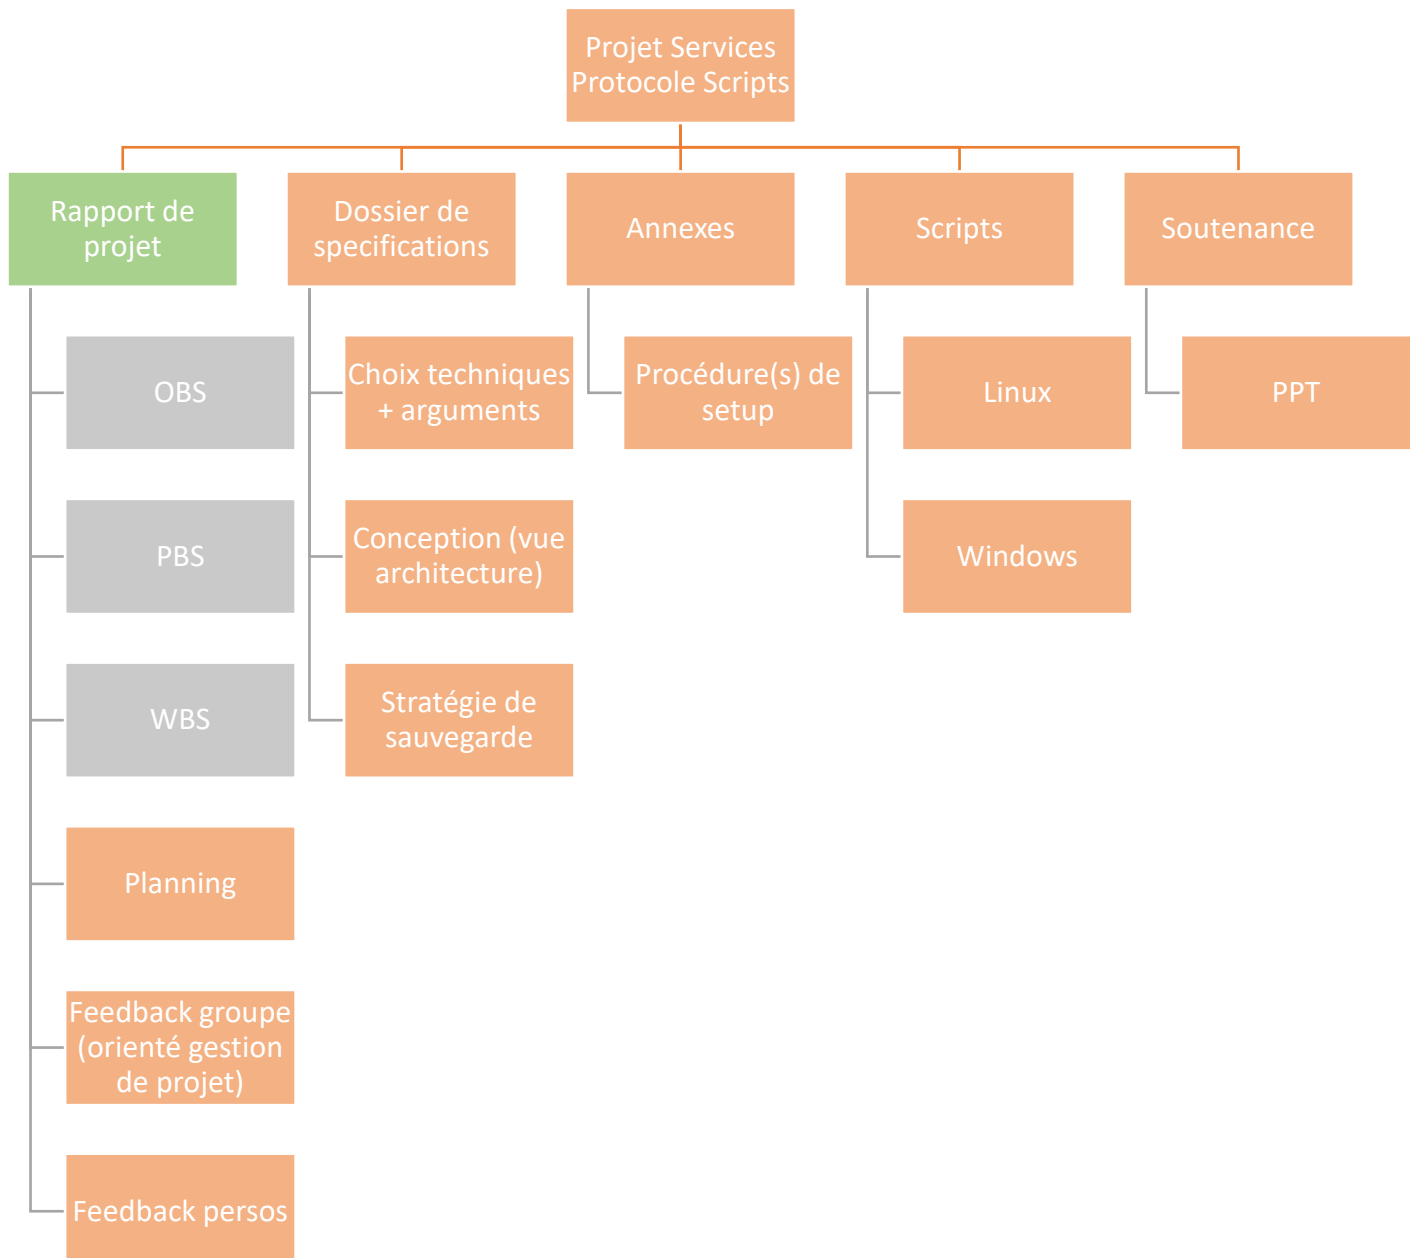 Projet Services
Protocole Scripts
Rapport de
projet
Dossier de
specifications
Annexes
Scripts
Soutenance
OBS
PBS
WBS
Planning
Feedback groupe
(orienté gestion
de projet)
Feedback persos
Choix techniques
+ arguments
Conception (vue
architecture)
Stratégie de
sauvegarde
Procédure(s) de
setup
Linux
Windows
PPT